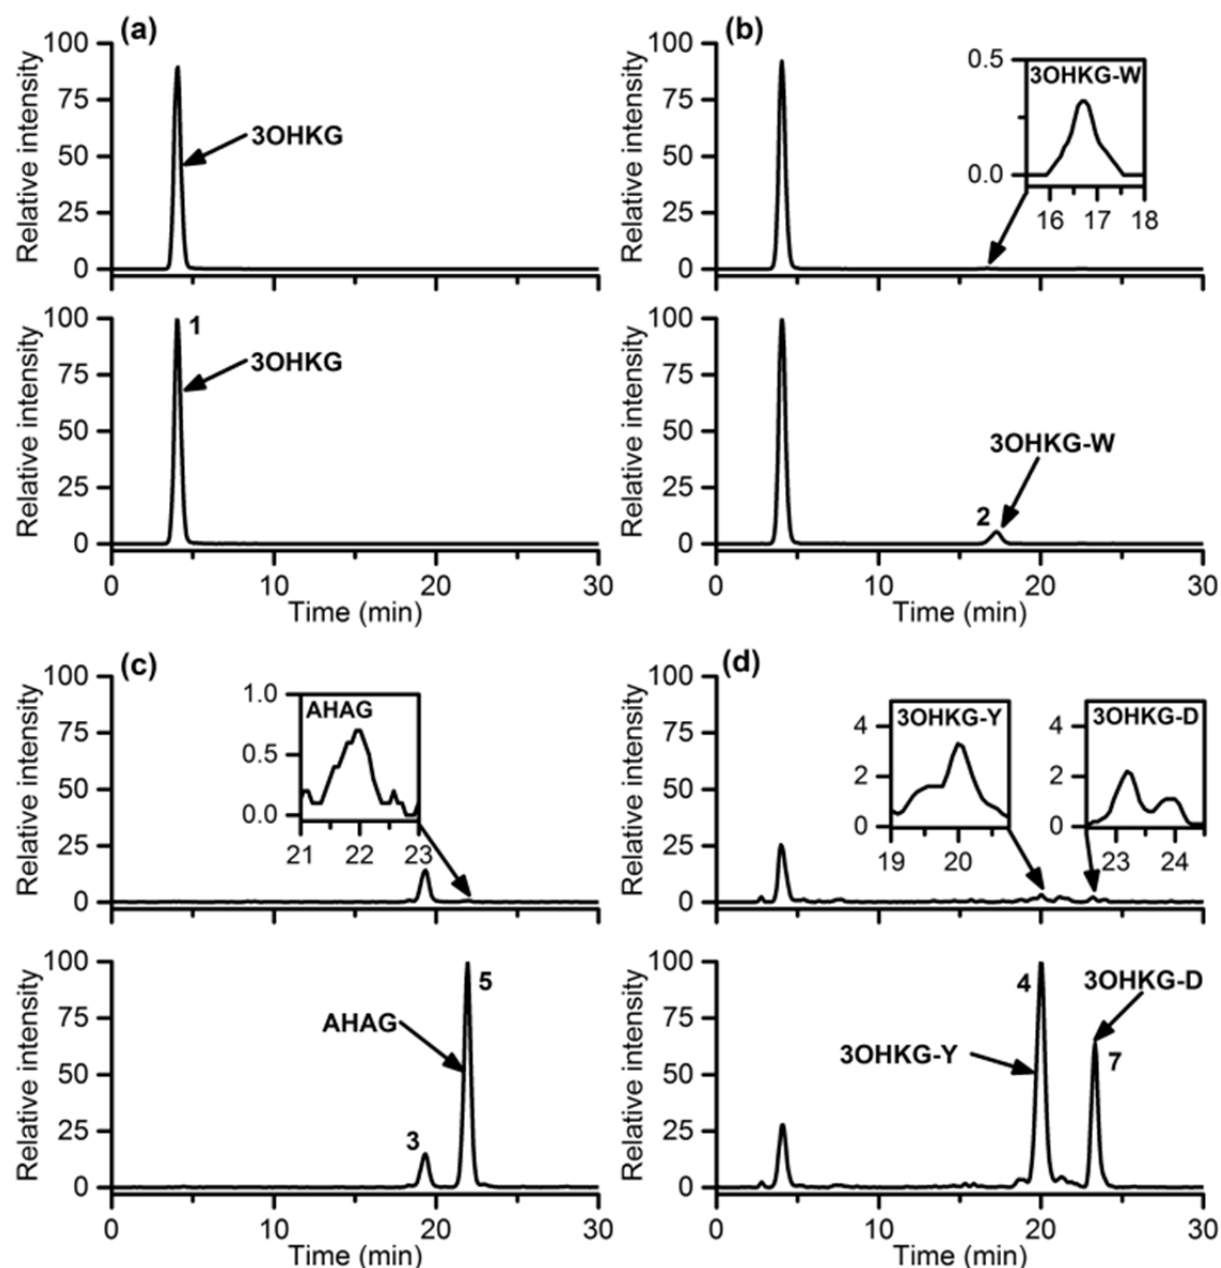 (a)
Relative intensity
100
75
50
25
0
3OHKG
Relative intensity
100
75
50
25
0
1
3OHKG
0 10 20 30
Time (min)
(b)
Relative intensity
100
75
50
25
0
0.5
0.0
3OHKG-W
16 17 18
Relative intensity
100
75
50
25
0
3OHKG-W
2
0 10 20 30
Time (min)
(c)
Relative intensity
100
75
50
25
0
1.0
0.5
0.0
AHAG
21 22 23
Relative intensity
100
75
50
25
0
5
AHAG
3
0 10 20 30
Time (min)
(d)
Relative intensity
100
75
50
25
0
4
2
0
3OHKG-Y
19 20
4
2
0
3OHKG-D
23 24
Relative intensity
100
75
50
25
0
4
3OHKG-D
3OHKG-Y
7
0 10 20 30
Time (min)